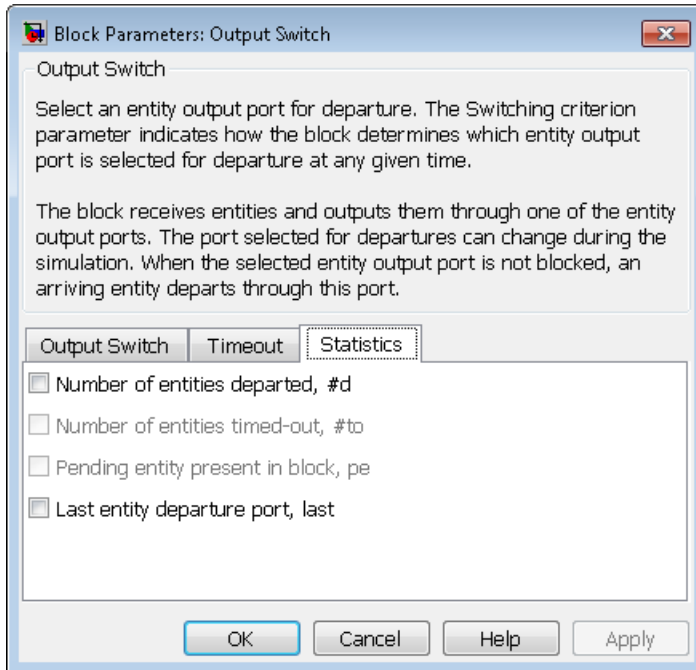 Block Parameters: Output Switch
Output Switch
Select an entity output port for departure. The Switching criterion
parameter indicates how the block determines which entity output
port is selected for departure at any given time.
The block receives entities and outputs them through one of the entity
output ports. The port selected for departures can change during the
simulation. When the selected entity output port is not blocked, an
arriving entity departs through this port.
Output Switch Timeout Statistics
Number of entities departed, #d
Number of entities timed-out, #to
Pending entity present in block, pe
Last entity departure port, last
OK Cancel Help Apply